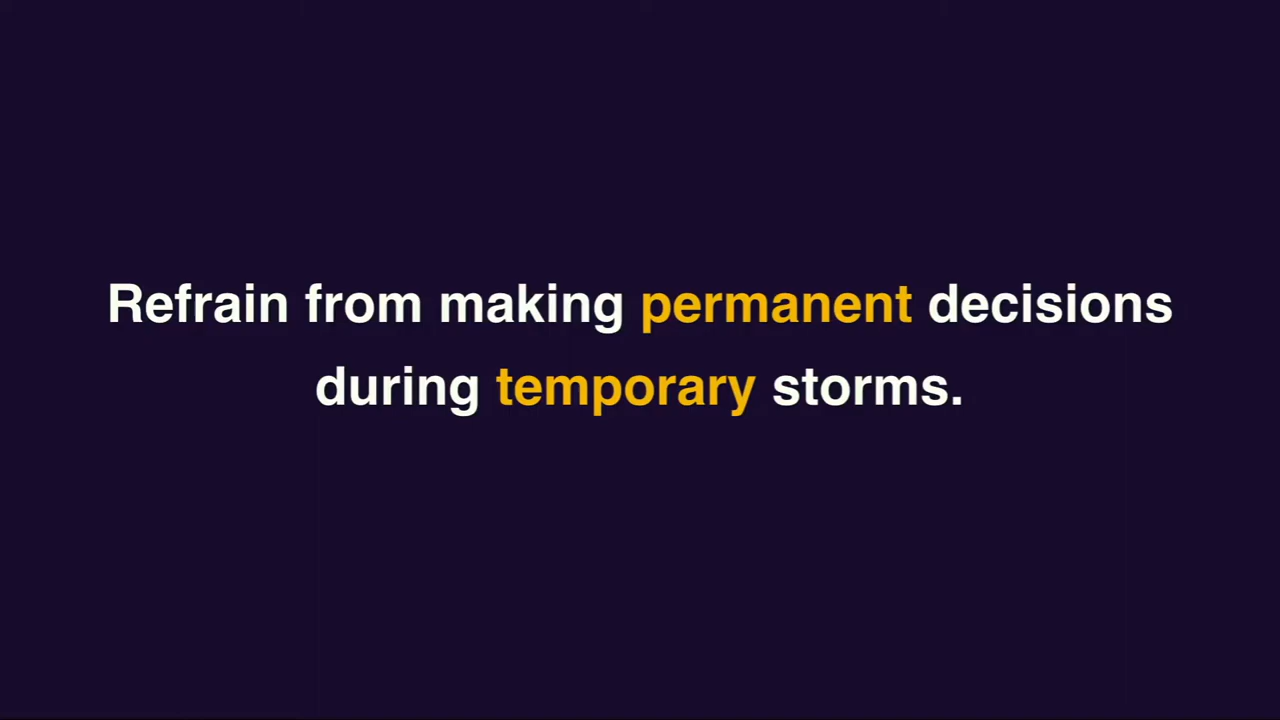 Refrain from making permanent decisions
during temporary storms.